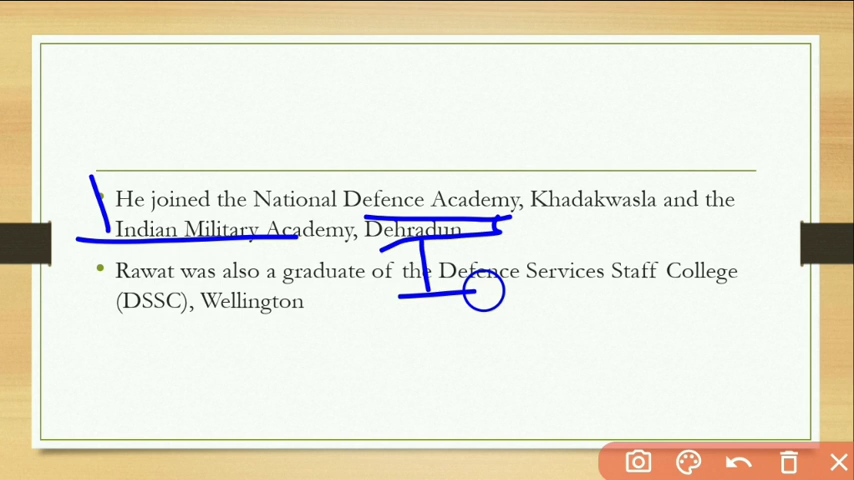 He joined the National Defence Academy, Khadakwasla and the
Indian Military Academy, Dehradun
Rawat was also a graduate of the Defence Services Staff College
(DSSC), Wellington